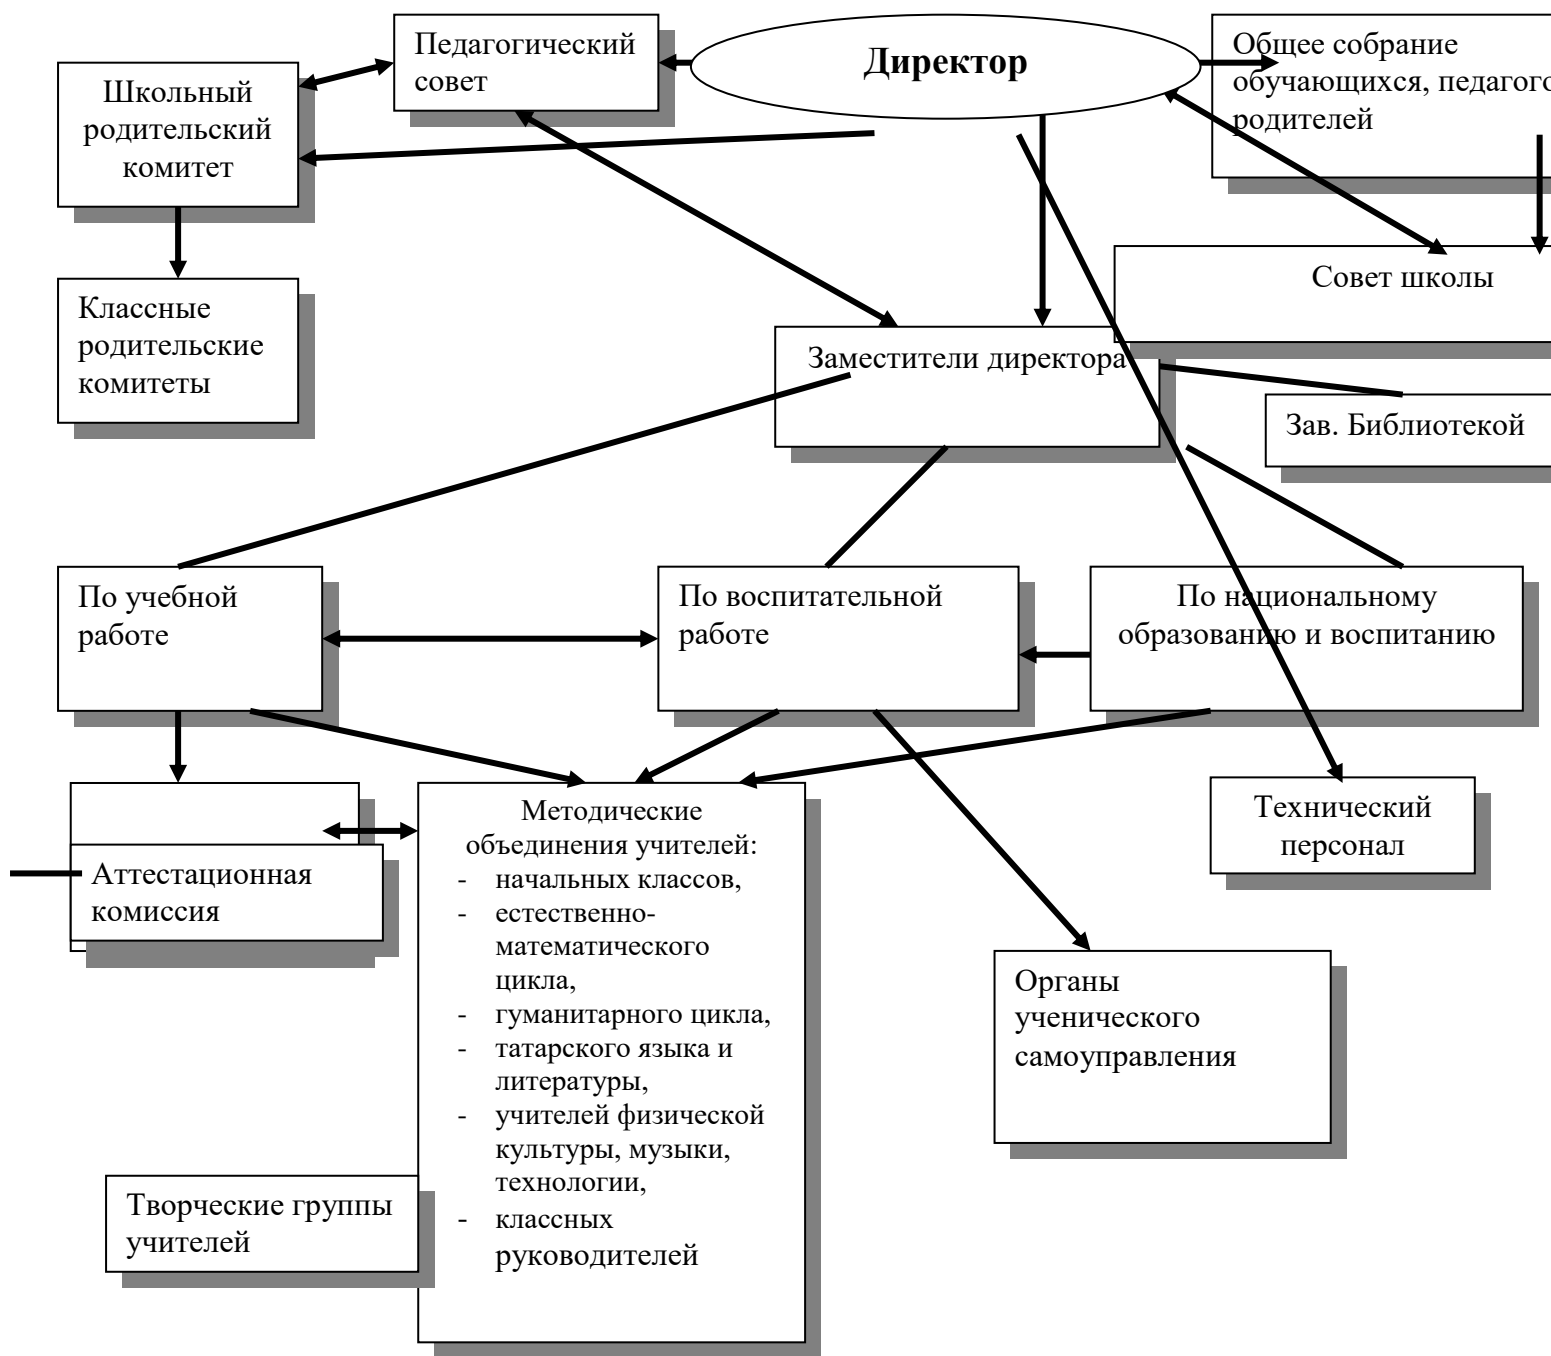 Педагогический
совет
Директор
Общее собрание
обучающихся, педагого
родителей
Школьный
родительский
комитет
Совет школы
Классные
родительские
комитеты
Заместители директора
Зав. Библиотекой
По учебной
работе
По воспитательной
работе
По национальному
образованию и воспитанию
Технический
персонал
Аттестационная
комиссия
Методические
объединения учителей:
- начальных классов,
- естественно-
математического
цикла,
- гуманитарного цикла,
- татарского языка и
литературы,
- учителей физической
культуры, музыки,
технологии,
- классных
руководителей
Органы
ученического
самоуправления
Творческие группы
учителей